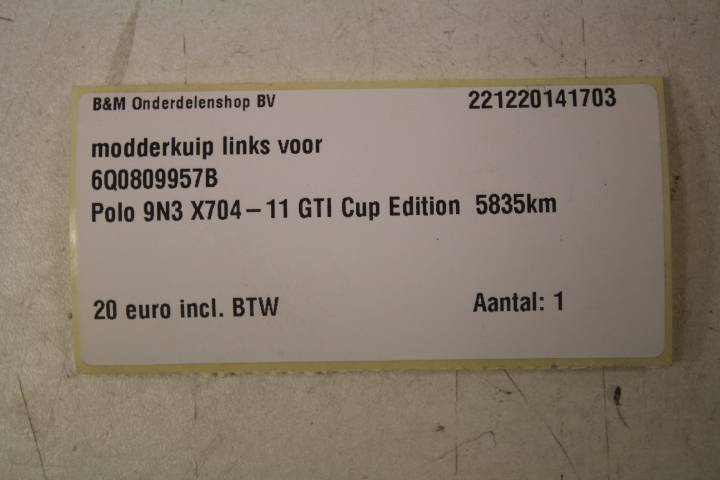 B&M Onderdelenshop BV 221220141703
modderkuip links voor
6Q0809957B
Polo 9N3 X704-11 GTI Cup Edition 5835km
20 euro incl. BTW Aantal: 1